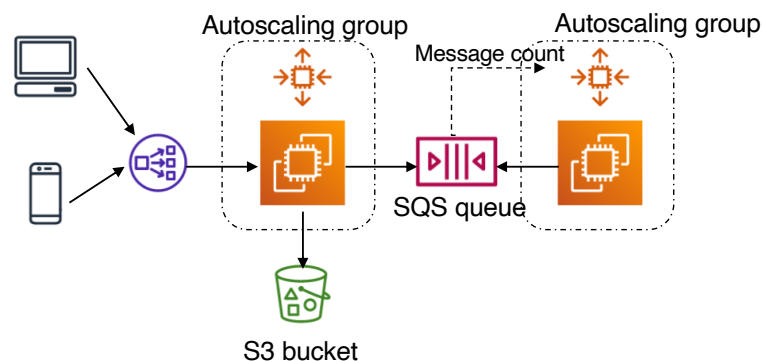 Autoscaling group
Autoscaling group
Message count
SQS queue
S3 bucket